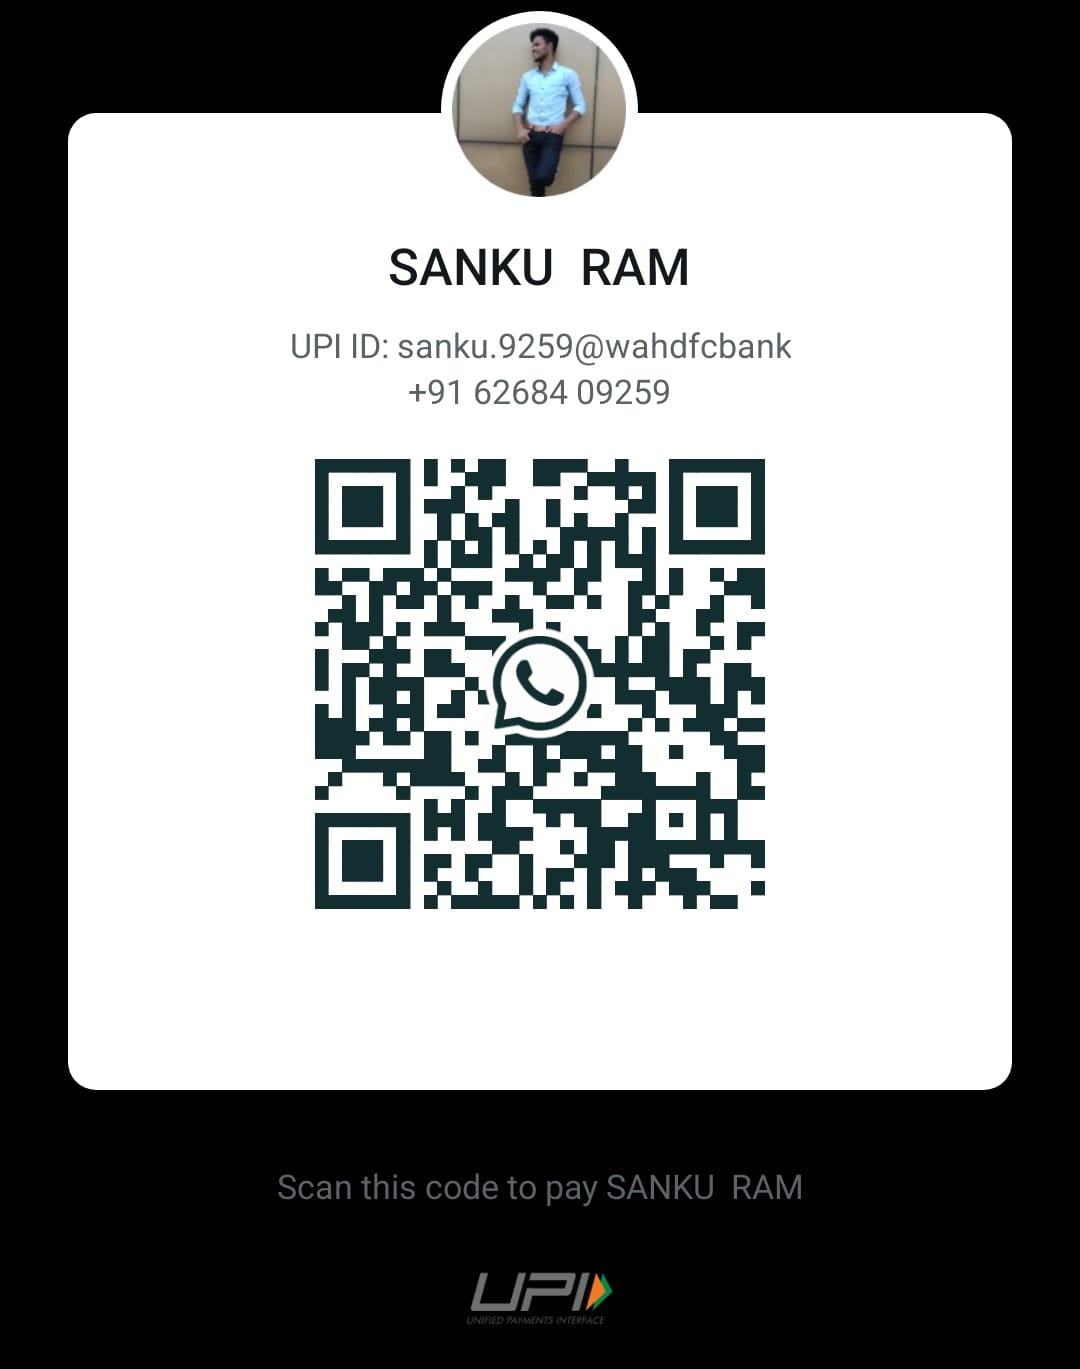 SANKU RAM
UPI ID: sanku.9259@wahdfcbank
+91 62684 09259
Scan this code to pay SANKU RAM
UPI
UNIFIED PAYMENTS INTERFACE